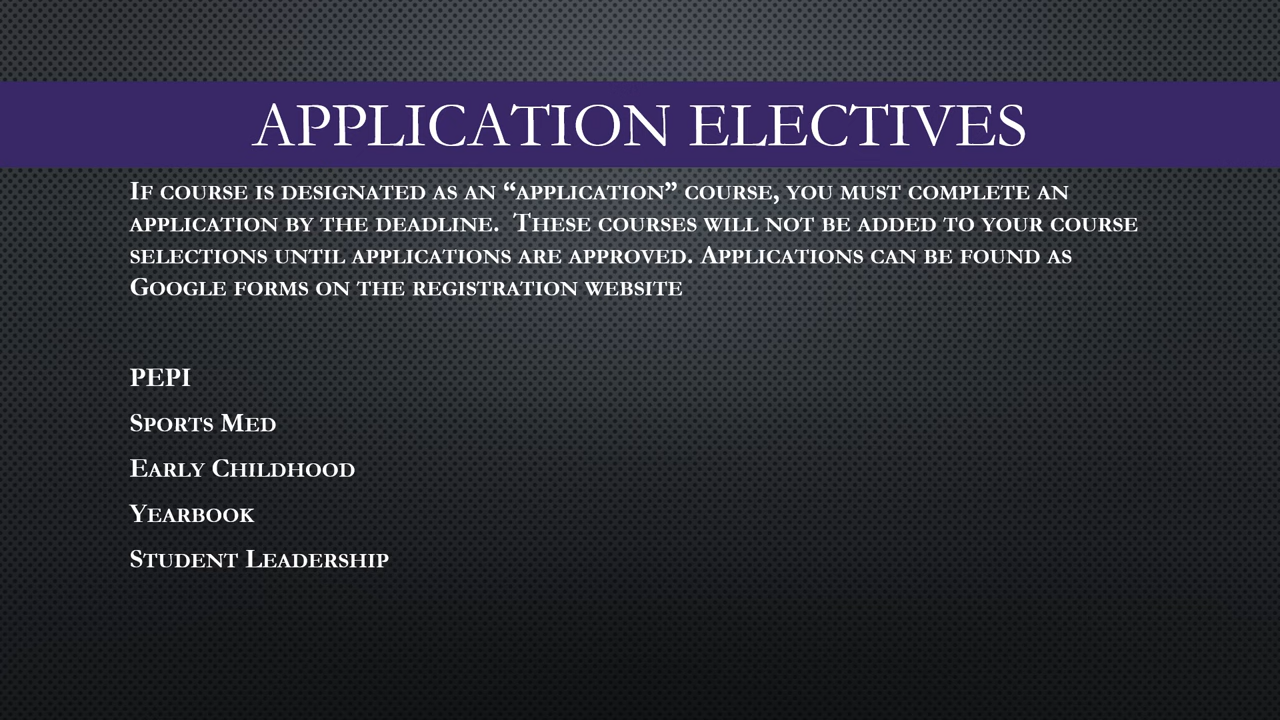 APPLICATION ELECTIVES
If course is designated as an “application” course, you must complete an
application by the deadline.  These courses will not be added to your course
selections until applications are approved. Applications can be found as
Google forms on the registration website
PEPI
Sports Med
Early Childhood
Yearbook
Student Leadership